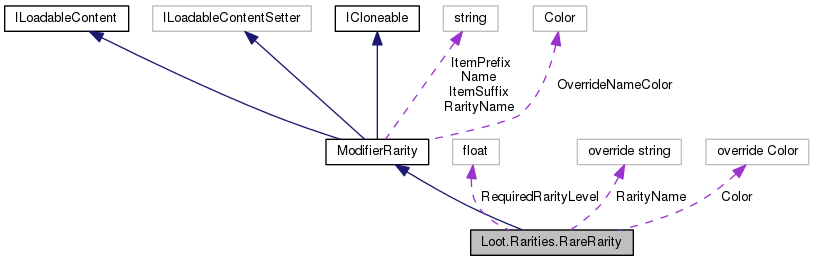 ILoadableContent
ILoadableContentSetter
ICloneable
string
Color
ItemPrefix
Name
ItemSuffix
RarityName
OverrideNameColor
ModifierRarity
float
override string
override Color
RequiredRarityLevel
RarityName
Color
Loot.Rarities.RareRarity